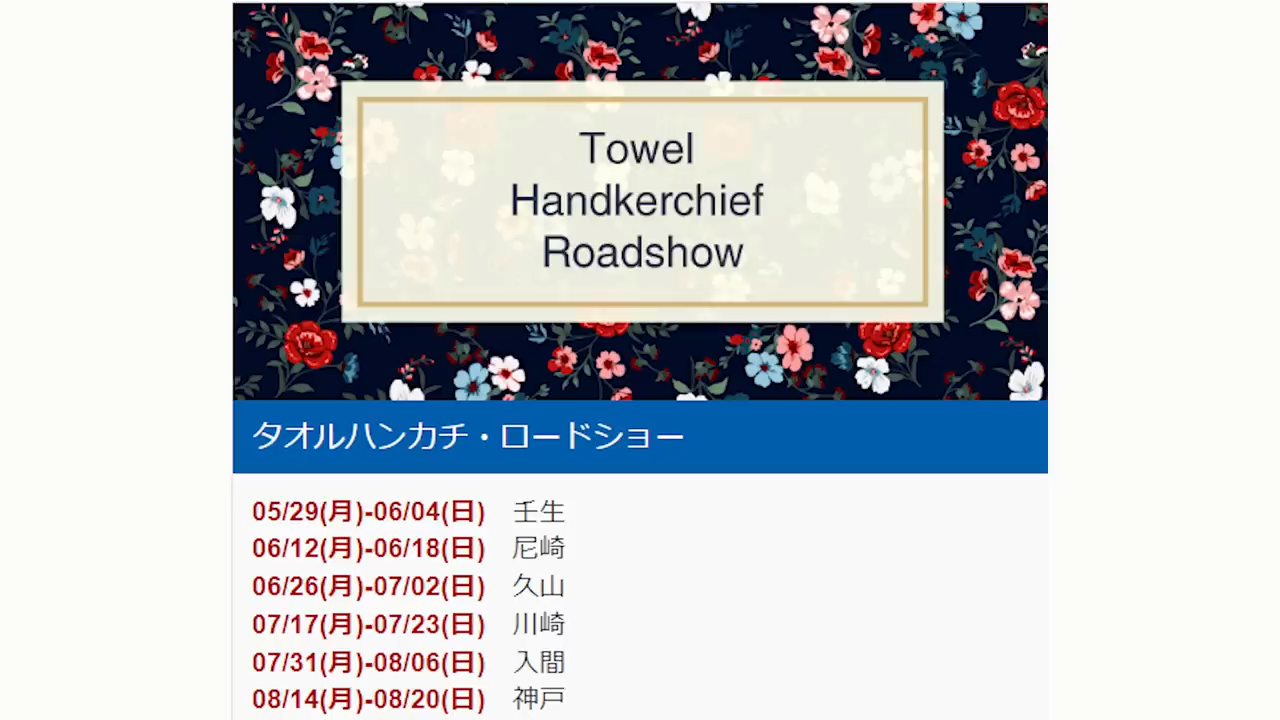 Towel
Handkerchief
Roadshow
タオルハンカチ・ロードショー
05/29(月)-06/04(日) 壬生
06/12(月)-06/18(日) 尼崎
06/26(月)-07/02(日) 久山
07/17(月)-07/23(日) 川崎
07/31(月)-08/06(日) 入間
08/14(月)-08/20(日) 神戸